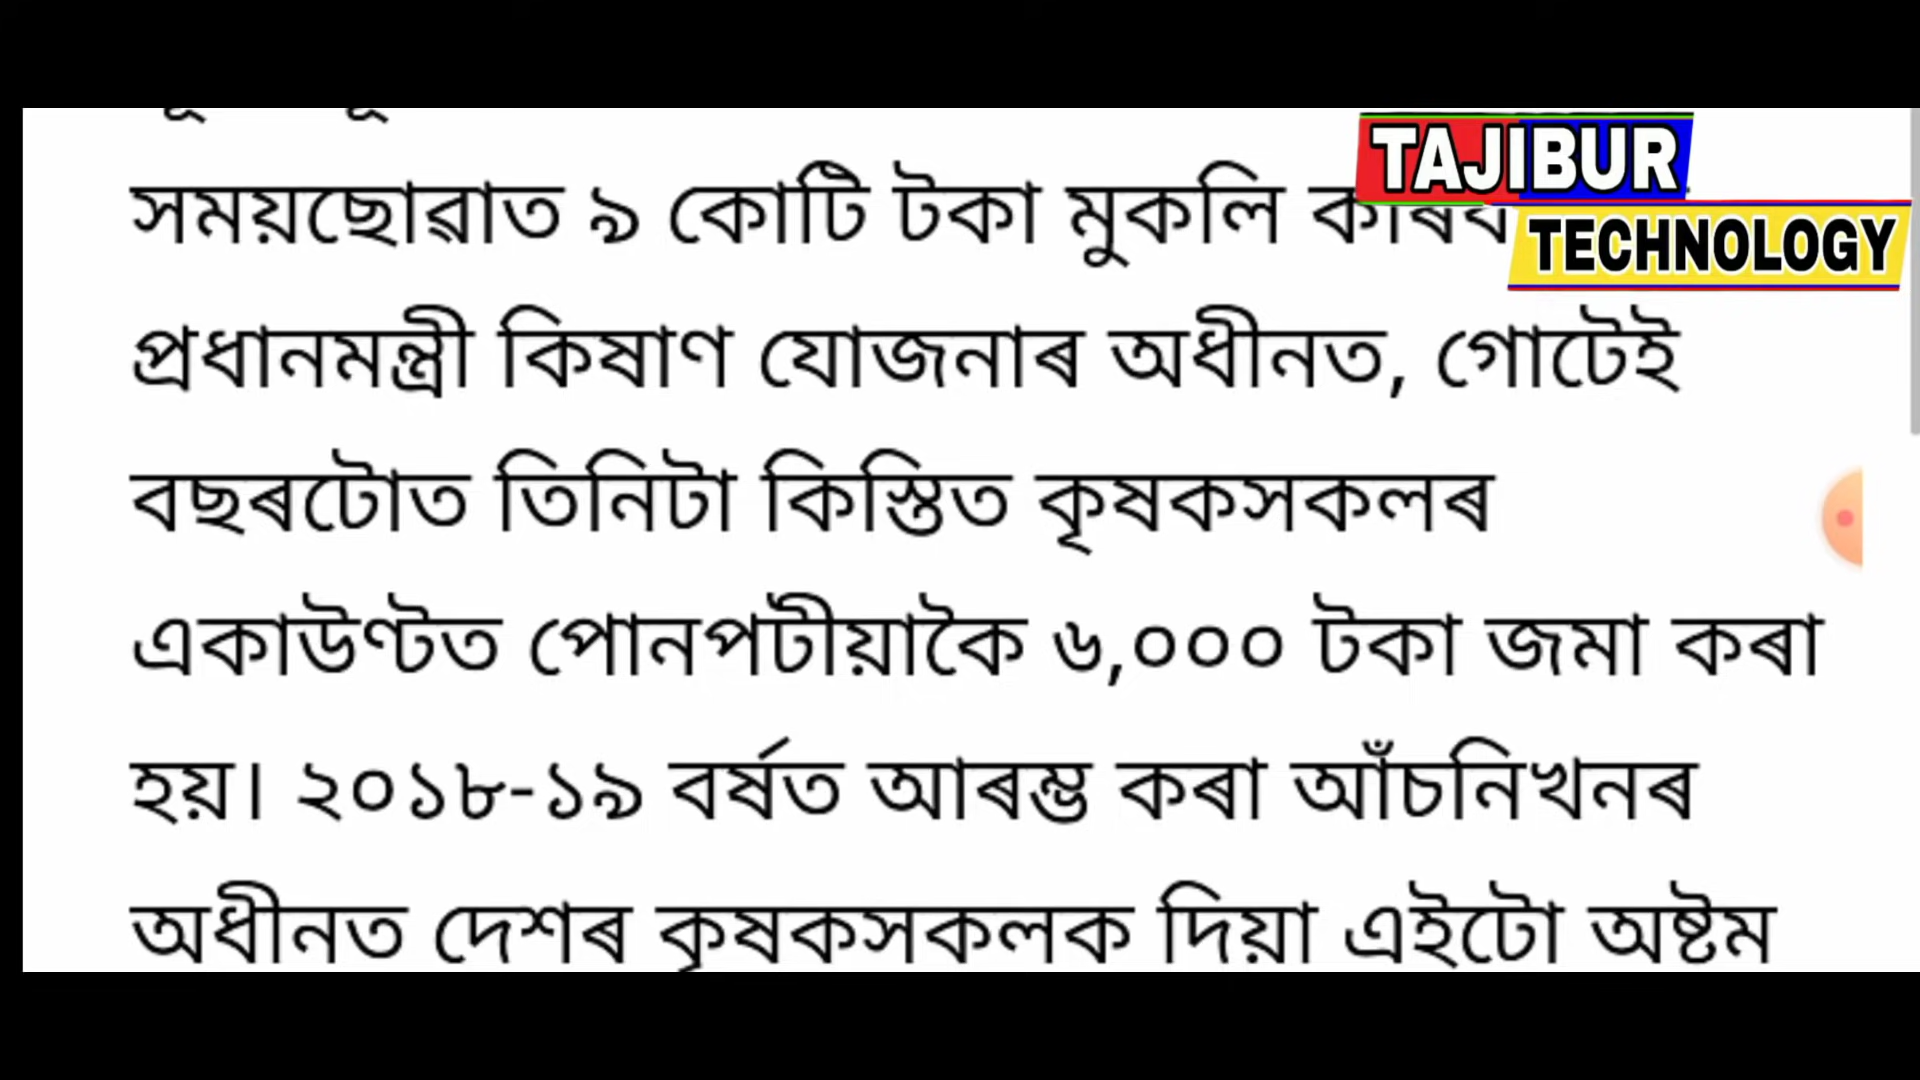 TAJIBUR
TECHNOLOGY
সময়ছোৱাত ৯ কোটি টকা মুকলি
প্ৰধানমন্ত্ৰী কিষাণ যোজনাৰ অধীনত, গোটেই
বছৰটোত তিনিটা কিস্তিত কৃষকসকলৰ
একাউণ্টত পোনপটীয়াকৈ ৬,০০০ টকা জমা কৰা
হয়। ২০১৮-১৯ বৰ্ষত আৰম্ভ কৰা আঁচনিখনৰ
অধীনত দেশৰ কৃষকসকলক দিয়া এইটো অষ্টম